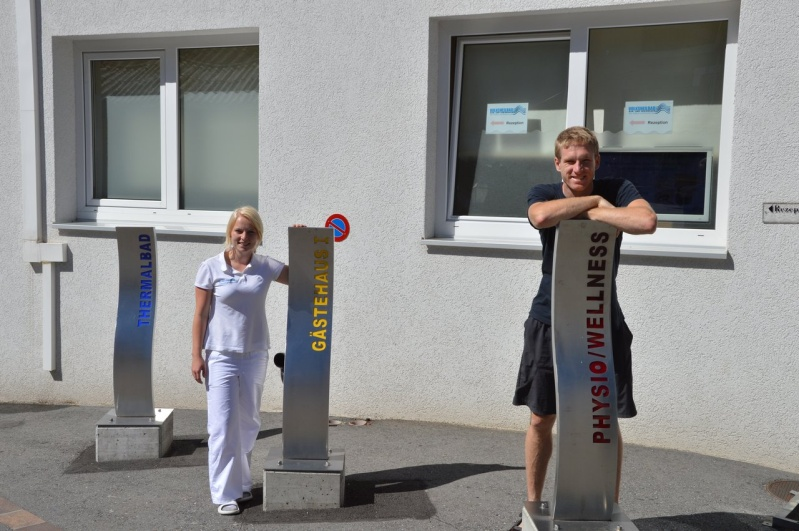 THERMALBAD
GÄSTEHAUS I
PHYSIO/WELLNESS
Rezep